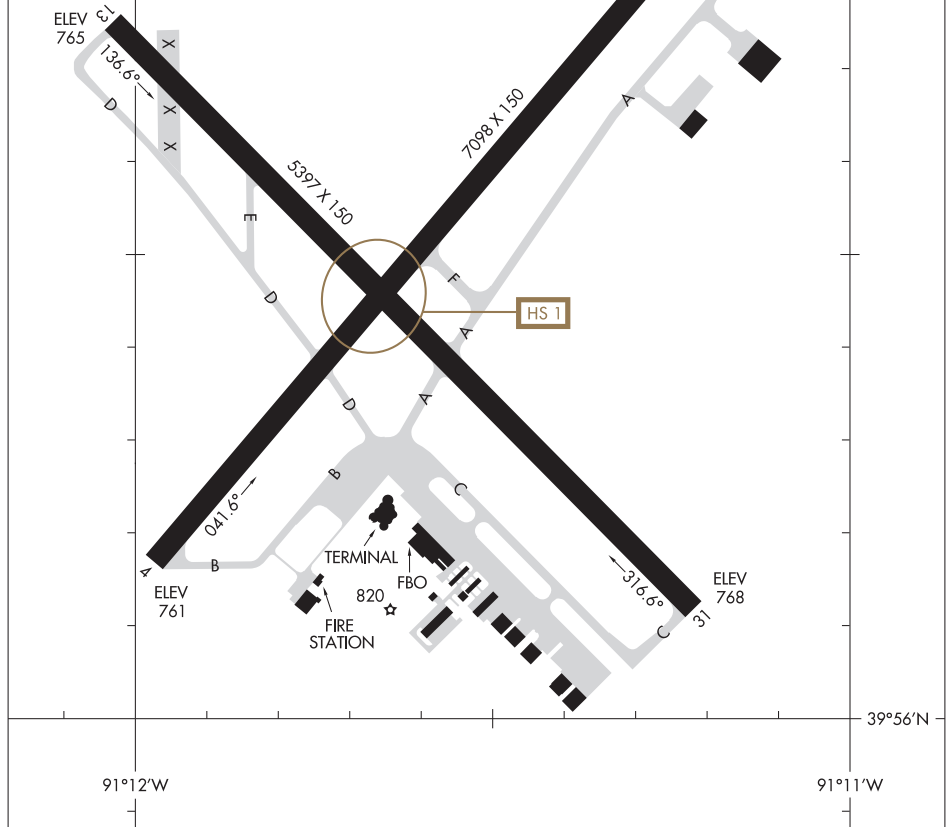 13
ELEV
765
X
136.6°
D
X
A
7098 X 150
X
5397 X 150
E
F
D
HS 1
A
A
D
B
C
041.6°
TERMINAL
B
4
FBO
316.6°
ELEV
768
ELEV
761
820
31
FIRE
STATION
C
39°56'N
91°12'W
91°11'W